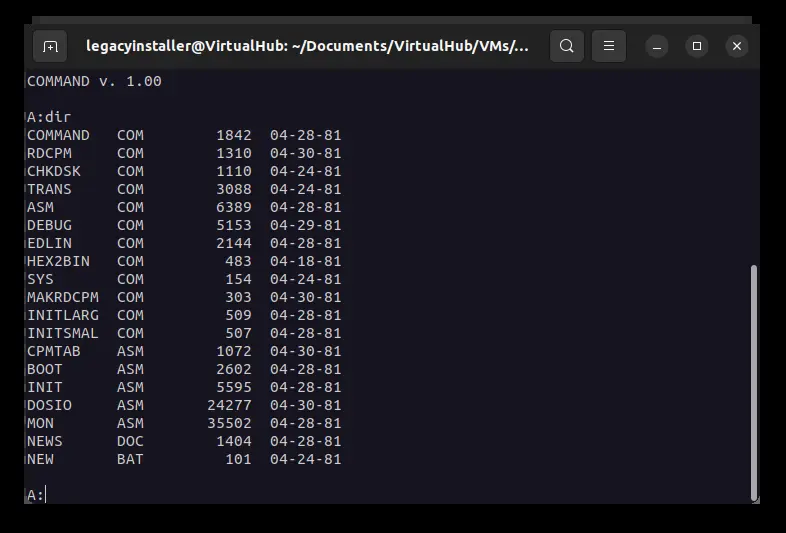 legacyinstaller@VirtualHub: ~/Documents/VirtualHub/VMs/...
COMMAND v. 1.00
A:dir
COMMAND COM 1842 04-28-81
RDCPM COM 1310 04-30-81
CHKDSK COM 1110 04-24-81
TRANS COM 3088 04-24-81
ASM COM 6389 04-28-81
DEBUG COM 5153 04-29-81
EDLIN COM 2144 04-28-81
HEX2BIN COM 483 04-18-81
SYS COM 154 04-24-81
MAKRDCPM COM 303 04-30-81
INITLARG COM 509 04-28-81
INITSMAL COM 507 04-28-81
CPMTAB ASM 1072 04-30-81
BOOT ASM 2602 04-28-81
INIT ASM 5595 04-28-81
DOSIO ASM 24277 04-30-81
MON ASM 35502 04-28-81
NEWS DOC 1404 04-28-81
NEW BAT 101 04-24-81
A: